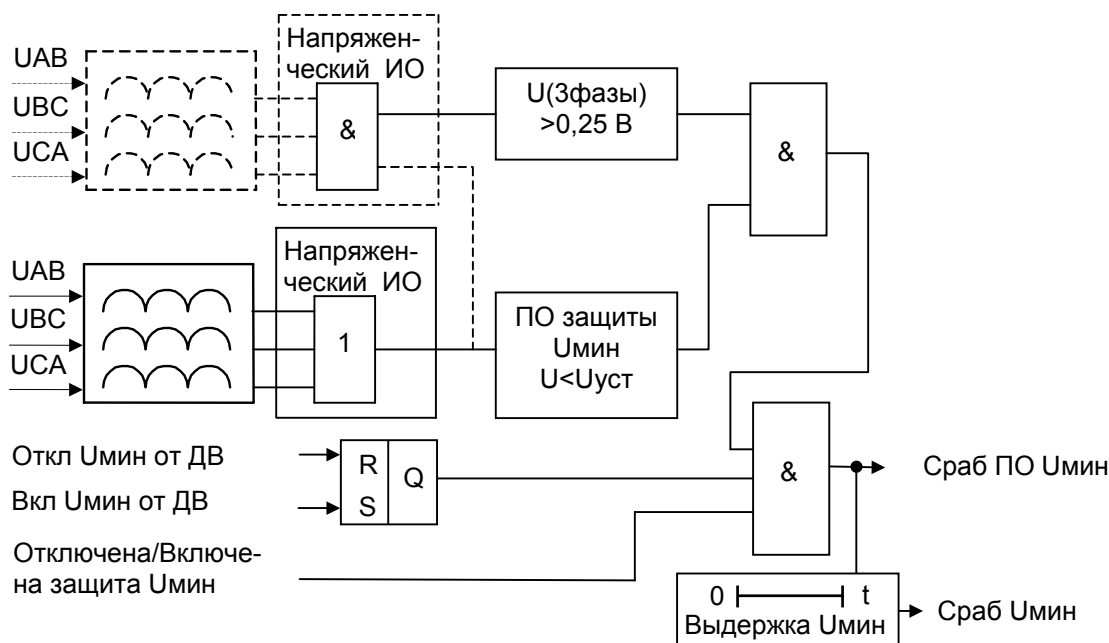 UAB
UBC
UCA
Напряжен-
ческий ИО
&
U(3фазы)
>0,25 В
&
UAB
UBC
UCA
Напряжен-
ческий ИО
1
ПО защиты
Uмин
U<Uуст
Откл Uмин от ДВ
Вкл Uмин от ДВ
R
S
Q
&
Сраб ПО Uмин
Отключена/Включе-
на защита Uмин
0 t
Выдержка Uмин
Сраб Uмин